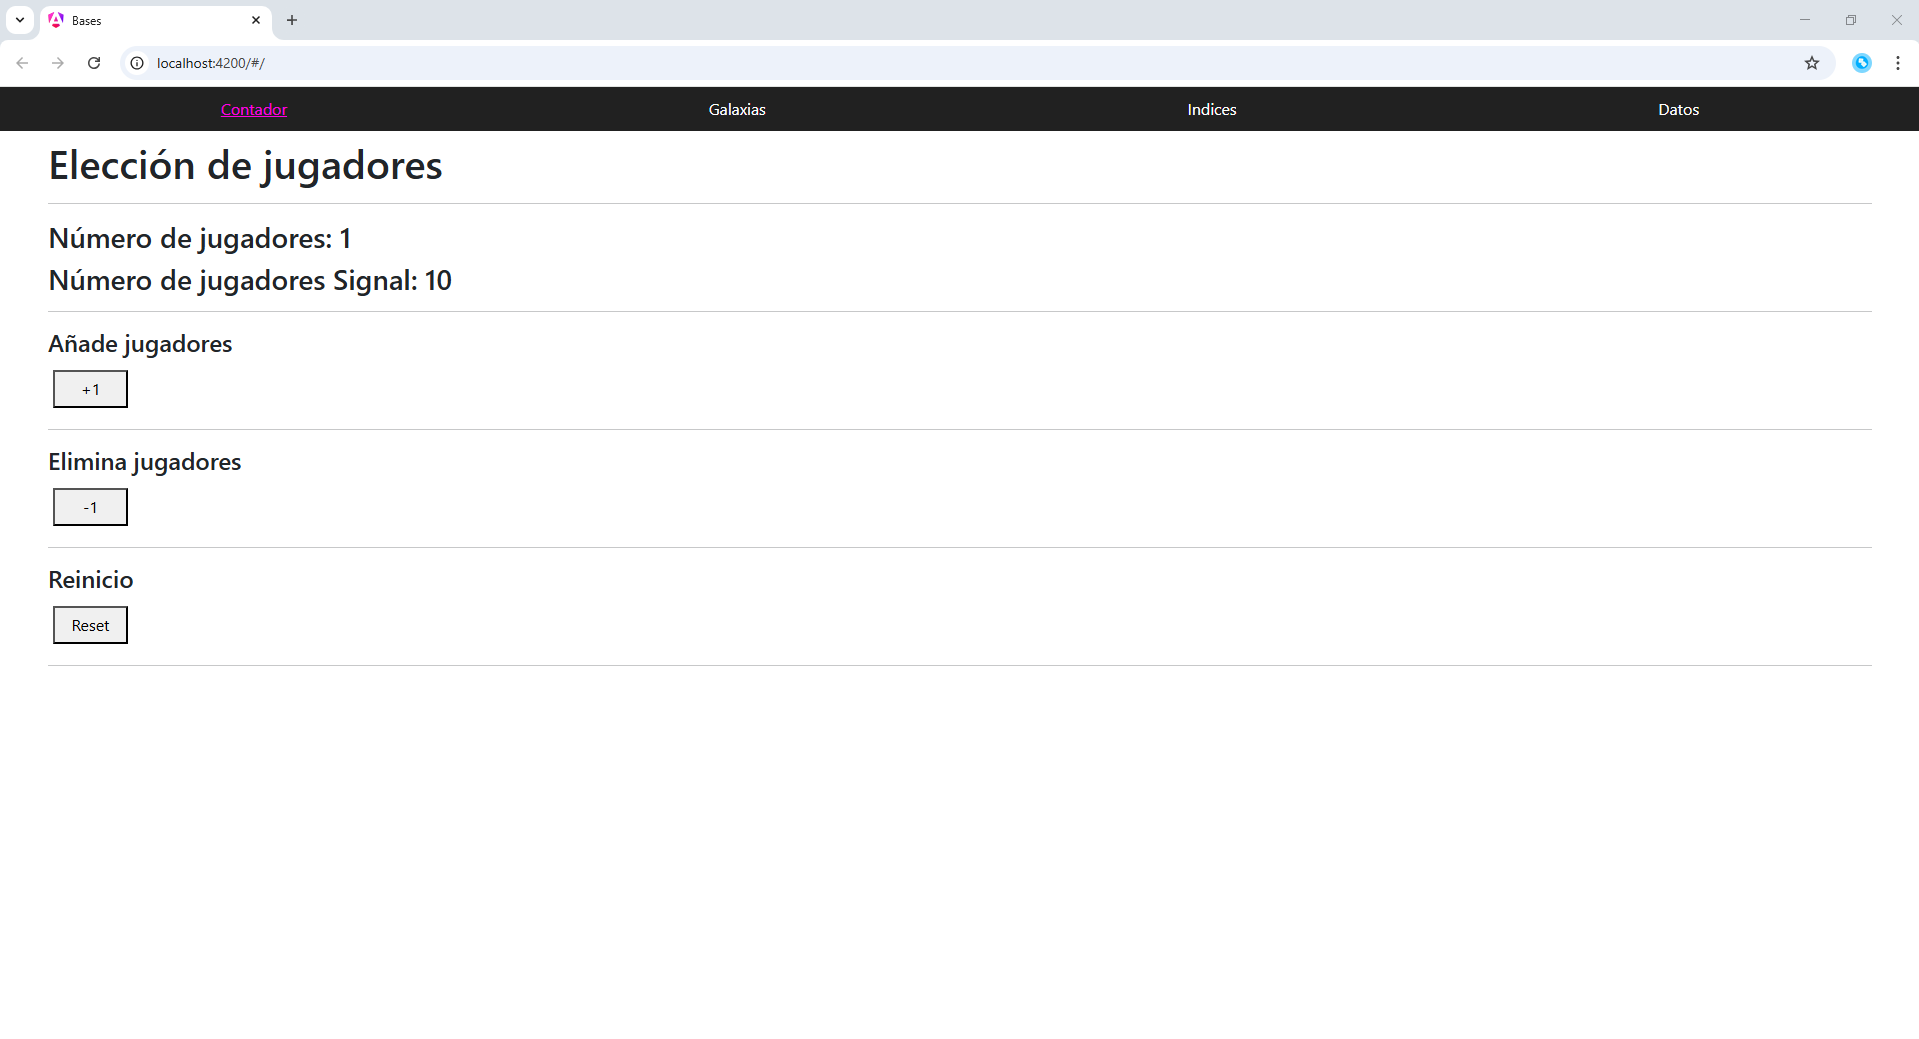 Bases
localhost:4200/#/
Contador Galaxias Indices Datos
Elección de jugadores
Número de jugadores: 1
Número de jugadores Signal: 10
Añade jugadores
+1
Elimina jugadores
-1
Reinicio
Reset